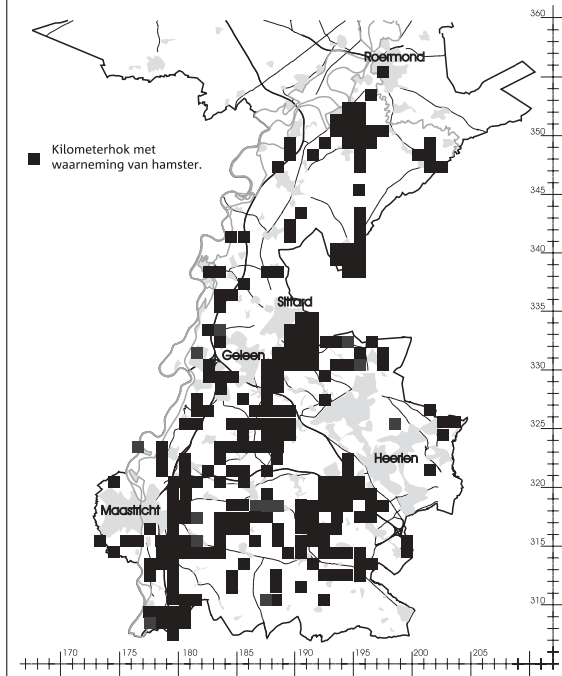 360
Roermond
350
Kilometerhok met
waarneming van hamster.
345
340
335
Sittard
330
Geleen
325
Heerlen
320
Maastricht
315
310
170 175 180 185 190 195 200 205